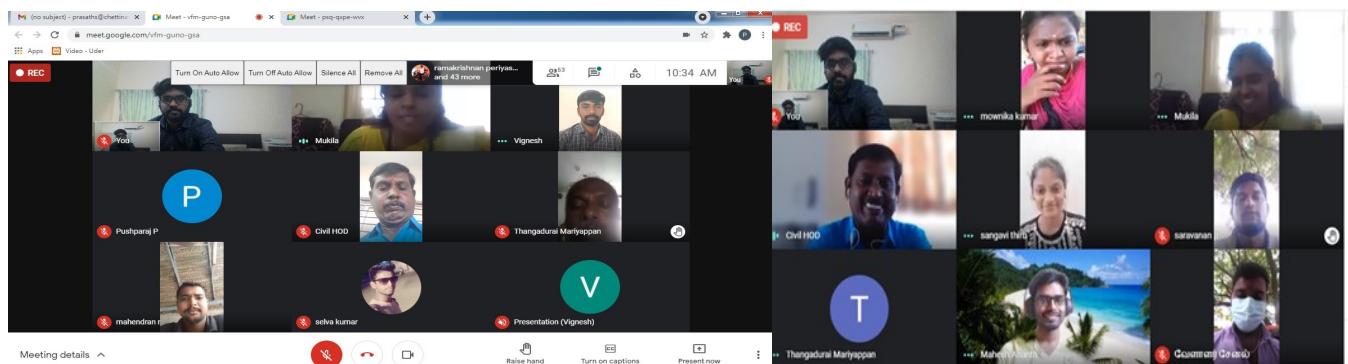 (no subject) - prasaths@chettina
Meet - vfm-guno-gsa
Meet - psq-qspe-wvx
meet.google.com/vfm-guno-gsa
Apps
Video - Uder
REC
Turn On Auto Allow
Turn Off Auto Allow
Silence All
Remove All
ramakrishnan periyas...
and 43 more
53
10:34 AM
You
You
Mukila
Vignesh
P
Pushparaj P
Civil HOD
Thangadurai Mariyappan
mahendran r
selva kumar
V
Presentation (Vignesh)
Meeting details
Raise hand
Turn on captions
Present now
REC
You
mownika kumar
Mukila
Civil HOD
sangavi thiru
saravanan
T
Thangadurai Mariyappan
Mahesh